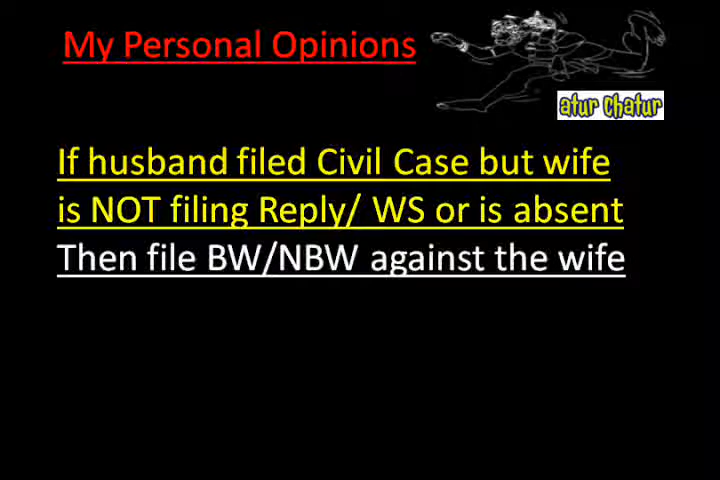 My Personal Opinions
atur chatur
If husband filed Civil Case but wife
is NOT filing Reply/ WS or is absent
Then file BW/NBW against the wife